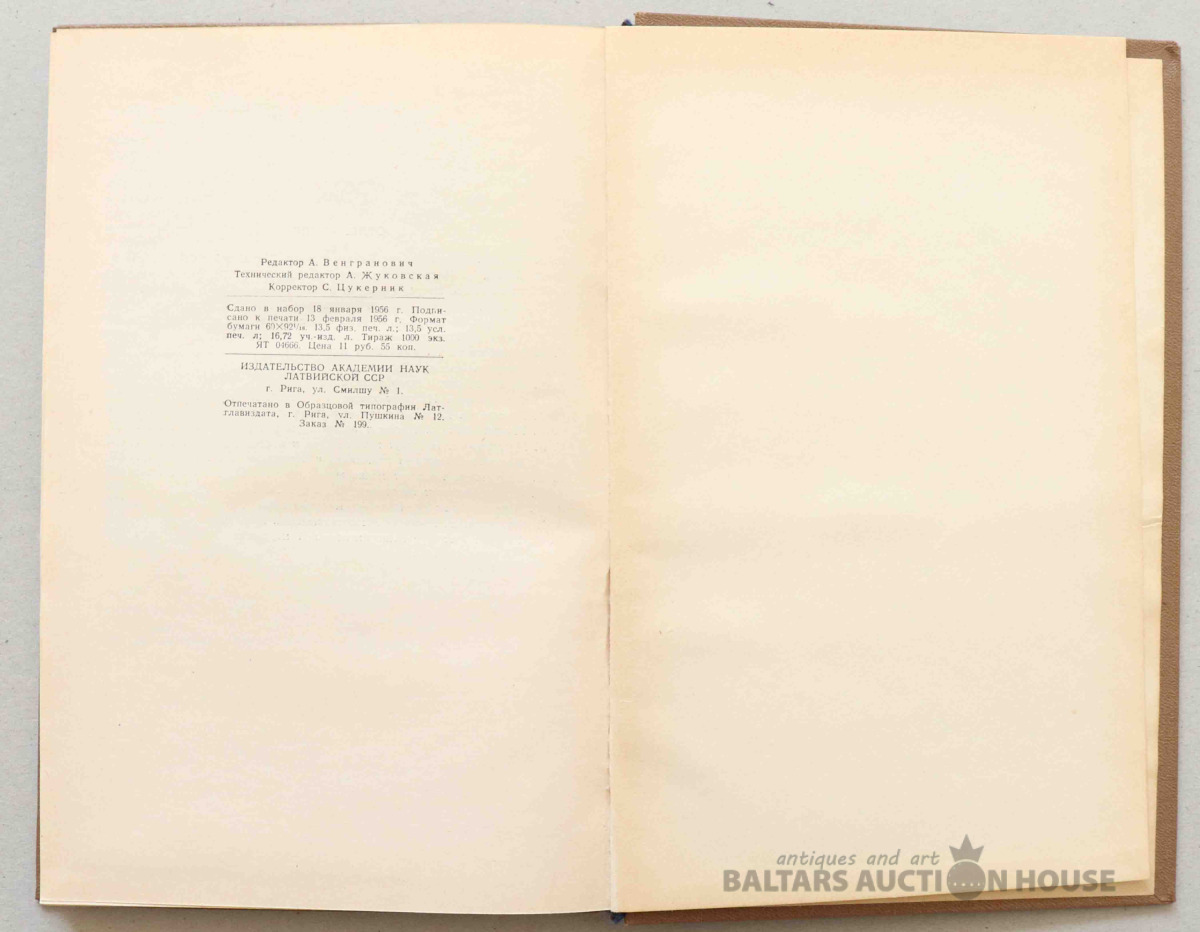 Редактор А. Венгранович
Технический редактор А. Жуковская
Корректор С. Цукерник
Сдано в набор 18 января 1956 г. Подпи-
сано к печати 13 февраля 1956 г. Формат
бумаги 60×92¹/₁₆. 13,5 физ. печ. л.; 13,5 усл.
печ. л; 16,72 уч.-изд. л. Тираж 1000 экз.
ЯТ 04666. Цена 11 руб. 55 коп.
ИЗДАТЕЛЬСТВО АКАДЕМИИ НАУК
ЛАТВИЙСКОЙ ССР
г. Рига, ул. Смилшу № 1.
Отпечатано в Образцовой типографии Лат-
главиздата, г. Рига, ул. Пушкина № 12.
Заказ № 199.
antiques and art
BALTARS AUCTION HOUSE